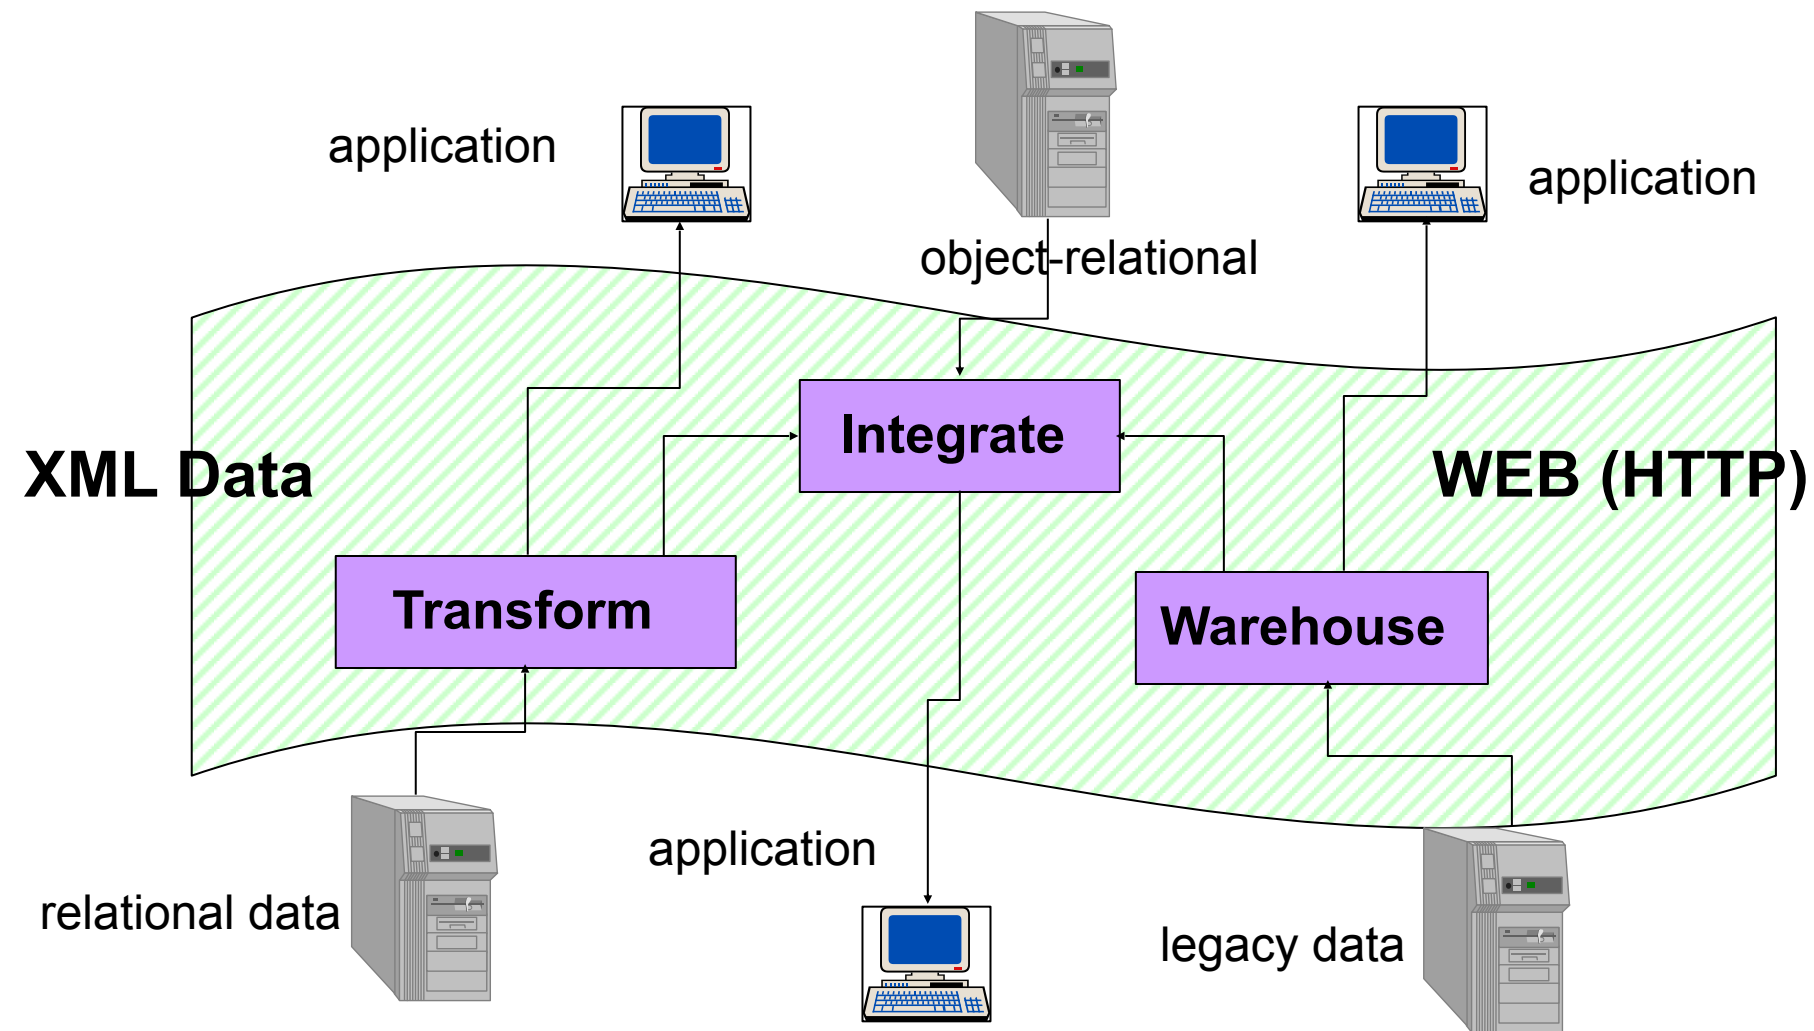 application
application
object-relational
Integrate
XML Data
WEB (HTTP)
Transform
Warehouse
application
relational data
legacy data